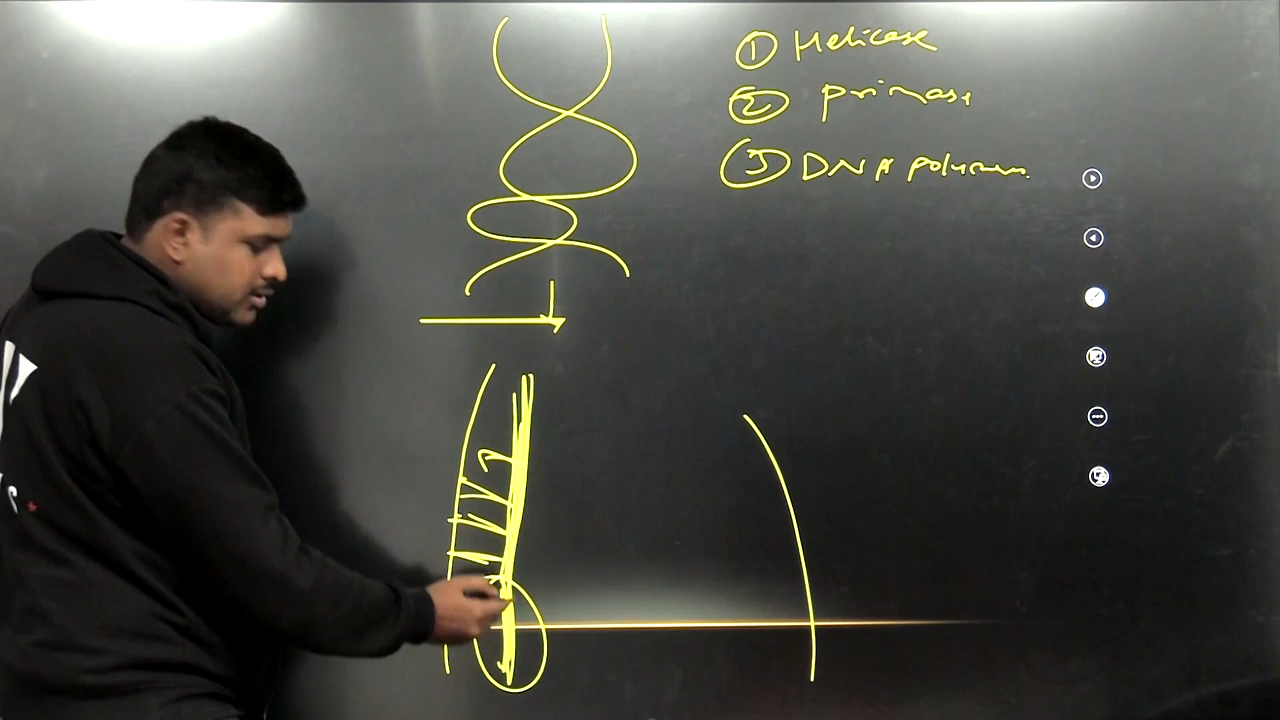 ① Helicase
② primase
③ DNA polymerase.